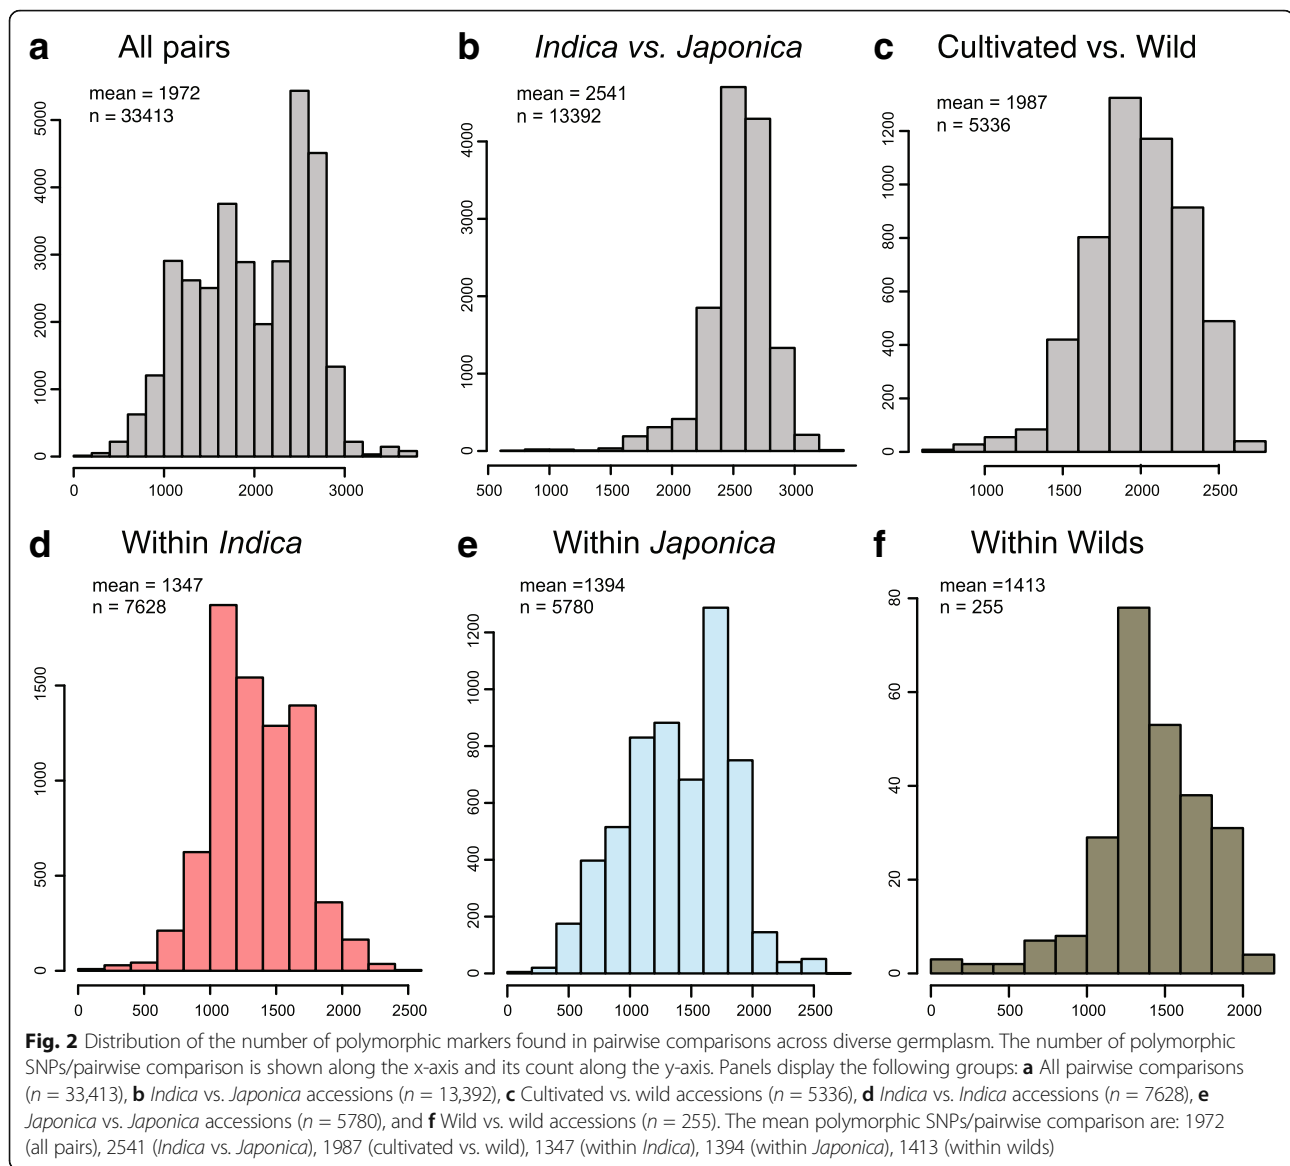 a All pairs
mean = 1972
n = 33413
5000
4000
3000
2000
1000
0
0 1000 2000 3000
b Indica vs. Japonica
mean = 2541
n = 13392
4000
3000
2000
1000
0
500 1000 1500 2000 2500 3000
c Cultivated vs. Wild
mean = 1987
n = 5336
1200
1000
800
600
400
200
0
1000 1500 2000 2500
d Within Indica
mean = 1347
n = 7628
1500
1000
500
0
0 500 1000 1500 2000 2500
e Within Japonica
mean =1394
n = 5780
1200
1000
800
600
400
200
0
0 500 1000 1500 2000 2500
f Within Wilds
mean =1413
n = 255
80
60
40
20
0
0 500 1000 1500 2000
Fig. 2 Distribution of the number of polymorphic markers found in pairwise comparisons across diverse germplasm. The number of polymorphic
SNPs/pairwise comparison is shown along the x-axis and its count along the y-axis. Panels display the following groups: a All pairwise comparisons
(n = 33,413), b Indica vs. Japonica accessions (n = 13,392), c Cultivated vs. wild accessions (n = 5336), d Indica vs. Indica accessions (n = 7628), e
Japonica vs. Japonica accessions (n = 5780), and f Wild vs. wild accessions (n = 255). The mean polymorphic SNPs/pairwise comparison are: 1972
(all pairs), 2541 (Indica vs. Japonica), 1987 (cultivated vs. wild), 1347 (within Indica), 1394 (within Japonica), 1413 (within wilds)